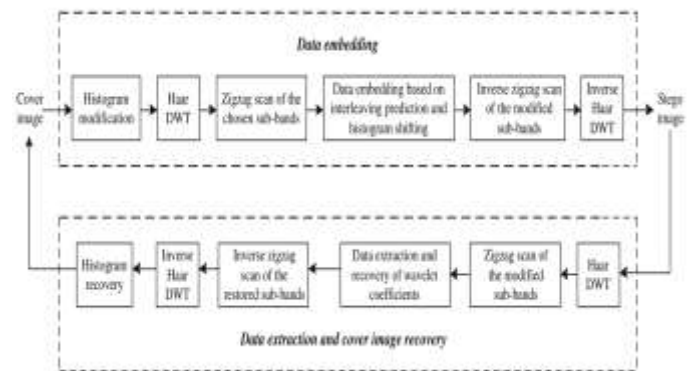 Data embedding
Cover
image
Histogram
modification
Haar
DWT
Zigzag scan of the
chosen sub-bands
Data embedding based on
interleaving prediction and
histogram shifting
Inverse zigzag scan
of the modified
sub-bands
Inverse
Haar
DWT
Stego
image
Histogram
recovery
Inverse
Haar
DWT
Inverse zigzag
scan of the
restored sub-bands
Data extraction and
recovery of wavelet
coefficients
Zigzag scan
of the
modified sub-bands
Haar
DWT
Data extraction and cover image recovery